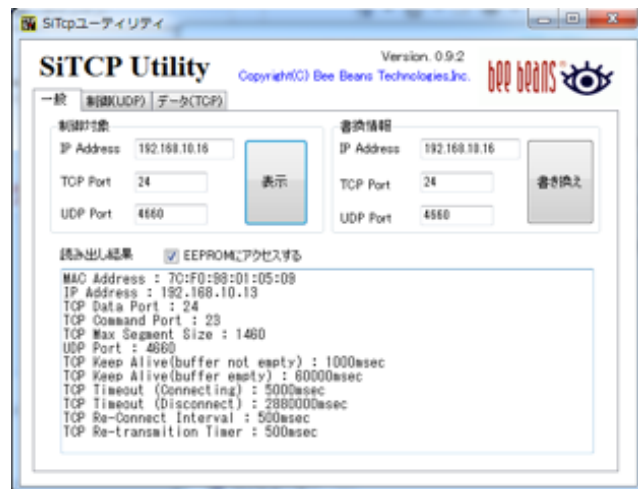 SiTcpユーティリティ
SiTCP Utility
Version. 0.9.2
Copyright(C) Bee Beans Technologies,Inc.
bee beans
一般 制御(UDP) データ(TCP)
制御対象
IP Address 192.168.10.16
TCP Port 24
UDP Port 4660
表示
書換情報
IP Address 192.168.10.16
TCP Port 24
UDP Port 4660
書き換え
読み出し結果 EEPROMにアクセスする
MAC Address : 7C:F0:98:01:05:09
IP Address : 192.168.10.13
TCP Data Port : 24
TCP Command Port : 23
TCP Max Segment Size : 1460
UDP Port : 4660
TCP Keep Alive(buffer not empty) : 1000msec
TCP Keep Alive(buffer empty) : 60000msec
TCP Timeout (Connecting) : 5000msec
TCP Timeout (Disconnect) : 2880000msec
TCP Re-Connect Interval : 500msec
TCP Re-transmition Timer : 500msec